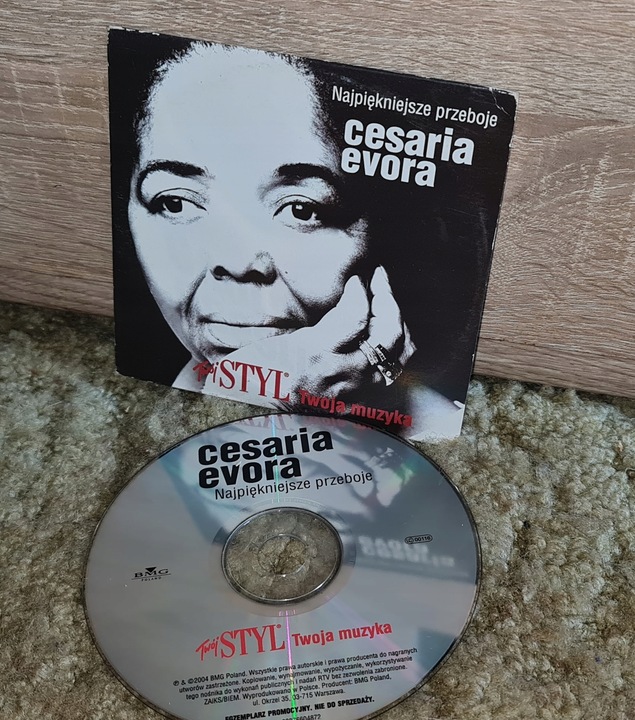 Najpiękniejsze przeboje
cesaria
evora
Twój STYL® Twoja muzyka
cesaria
evora
Najpiękniejsze przeboje
BMG
POLAND
Twój STYL® Twoja muzyka
℗ & ©2004 BMG Poland. Wszystkie prawa autorskie i prawa producenta do nagranych
utworów zastrzeżone. Kopiowanie, wynajmowanie, wypożyczanie, wykorzystywanie
tego nośnika do wykonań publicznych i nadań RTV bez zezwolenia zabronione.
ZAIKS/BIEM. Wyprodukowano w Polsce. Producent: BMG Poland,
ul. Okrzei 35, 03-715 Warszawa.
EGZEMPLARZ PROMOCYJNY. NIE DO SPRZEDAŻY.